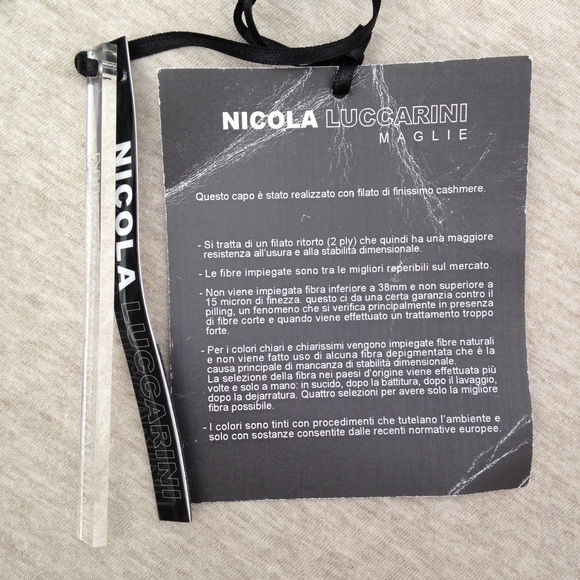 NICOLA LUCCARINI
MAGLIE
Questo capo è stato realizzato con filato di finissimo cashmere.
- Si tratta di un filato ritorto (2 ply) che quindi ha una maggiore
resistenza all'usura e alla stabilità dimensionale.
- Le fibre impiegate sono tra le migliori reperibili sul mercato.
- Non viene impiegata fibra inferiore a 38mm e non superiore a
15 micron di finezza. questo ci da una certa garanzia contro il
pilling, un fenomeno che si verifica principalmente in presenza
di fibre corte e quando viene effettuato un trattamento troppo
forte.
- Per i colori chiari e chiarissimi vengono impiegate fibre naturali
e non viene fatto uso di alcuna fibra depigmentata che è la
causa principale di mancanza di stabilità dimensionale.
La selezione della fibra nei paesi d'origine viene effettuata più
volte e solo a mano: in sucido, dopo la battitura, dopo il lavaggio,
dopo la dejarratura. Quattro selezioni per avere solo la migliore
fibra possibile.
- I colori sono tinti con procedimenti che tutelano l'ambiente e
solo con sostanze consentite dalle recenti normative europee.
NICOLA LUCCARINI